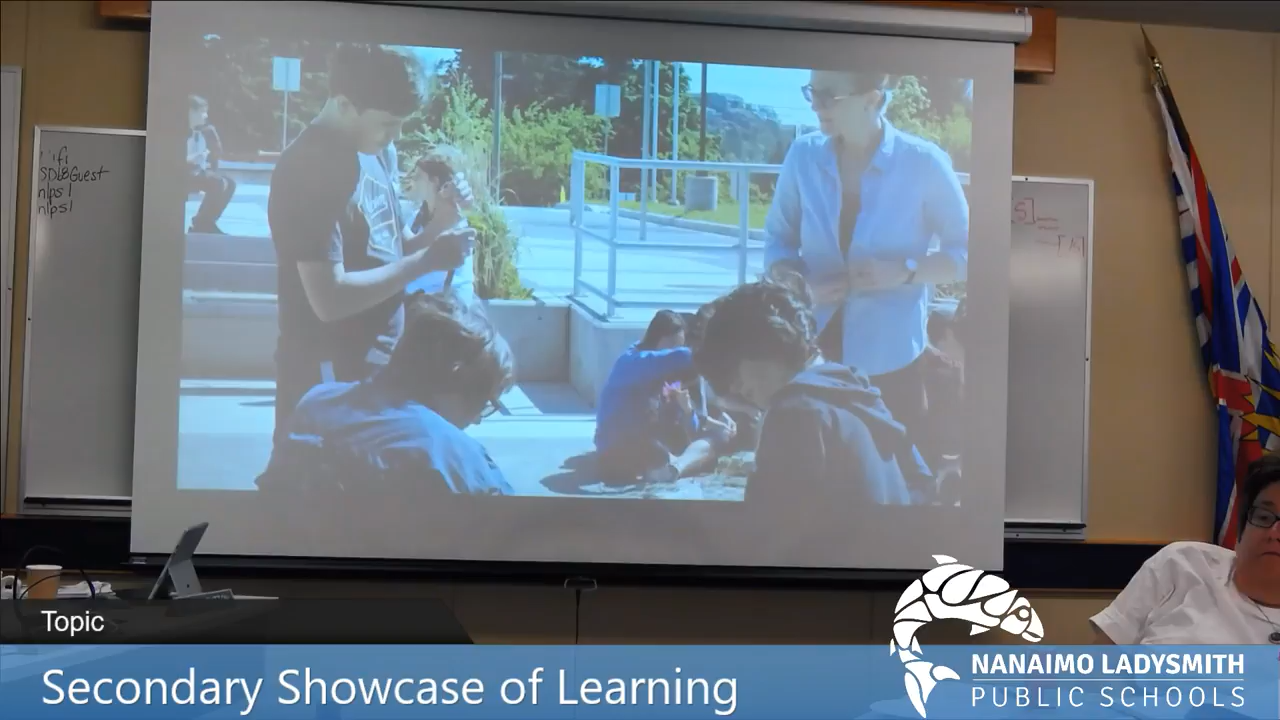 SD68Guest
nlps1
nlps1
Topic
Secondary Showcase of Learning
NANAIMO LADYSMITH
PUBLIC SCHOOLS